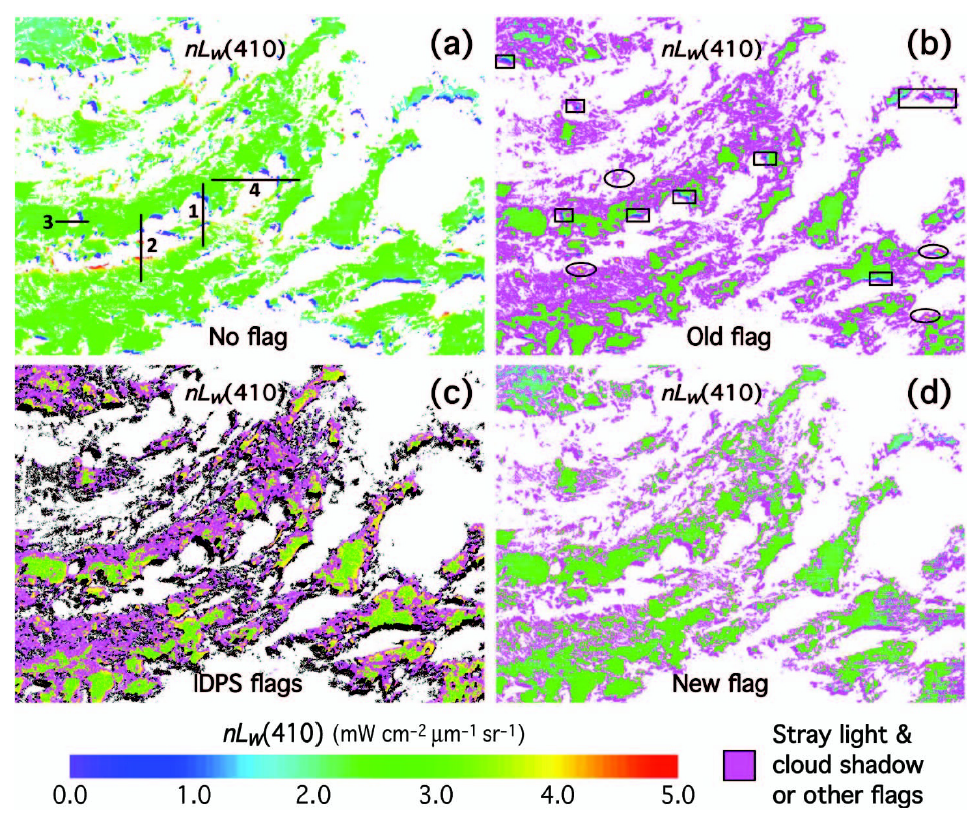 nLw(410) (a)
nLw(410) (b)
4
1
3
2
No flag
Old flag
nLw(410) (c)
nLw(410) (d)
IDPS flags
New flag
nLw(410) (mW cm⁻² μm⁻¹ sr⁻¹)
0.0 1.0 2.0 3.0 4.0 5.0
Stray light &
cloud shadow
or other flags